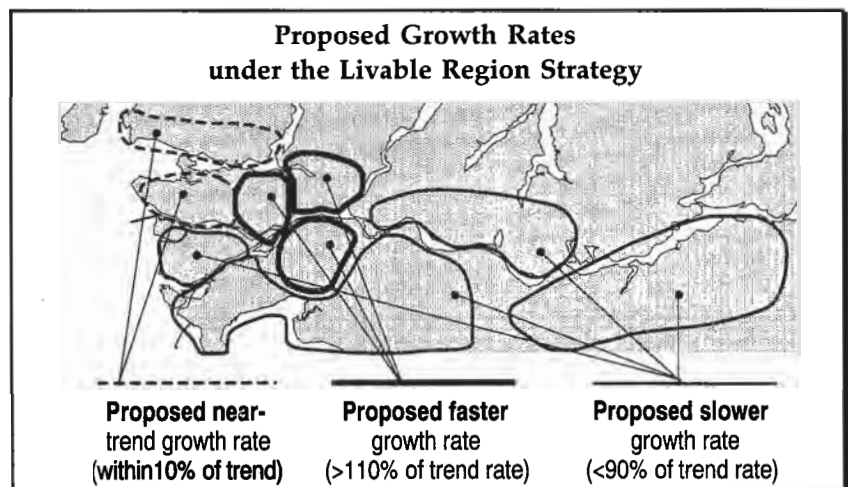 Proposed Growth Rates
under the Livable Region Strategy
Proposed near-
trend growth rate
(within10% of trend)
Proposed faster
growth rate
(>110% of trend rate)
Proposed slower
growth rate
(<90% of trend rate)